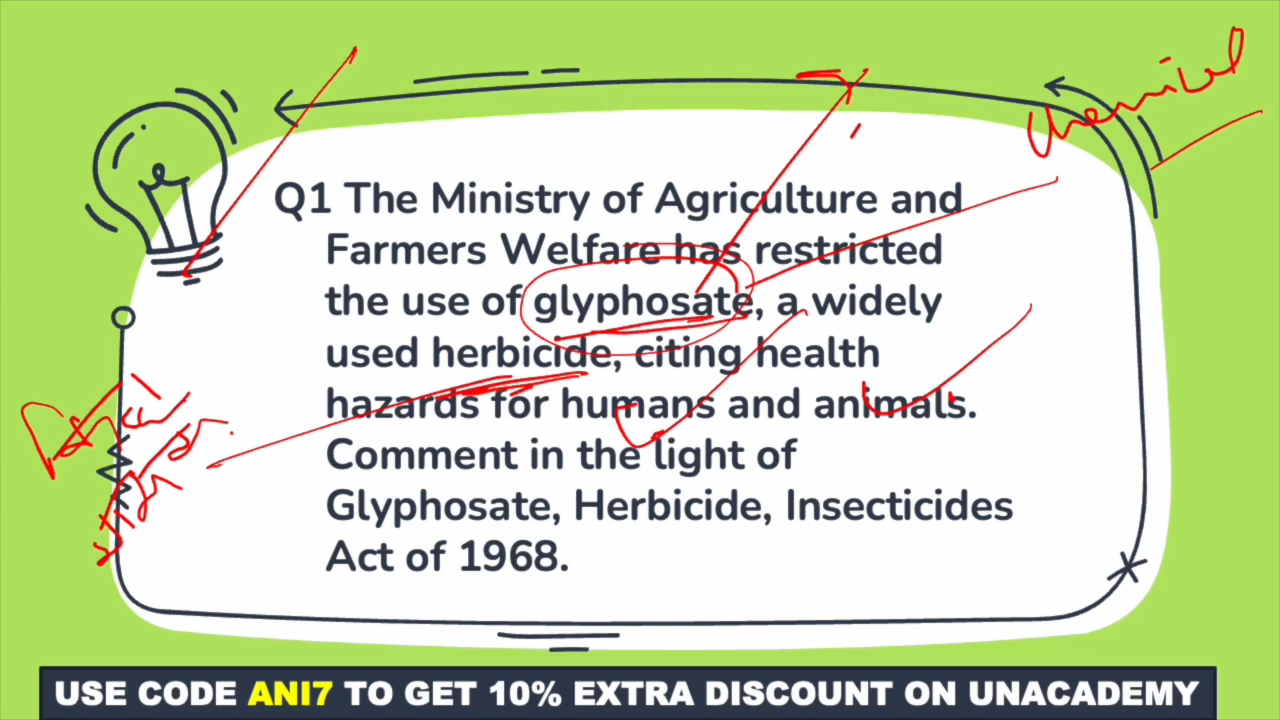 chemical
Q1 The Ministry of Agriculture and
Farmers Welfare has restricted
the use of glyphosate, a widely
used herbicide, citing health
hazards for humans and animals.
Comment in the light of
Glyphosate, Herbicide, Insecticides
Act of 1968.
USE CODE ANI7 TO GET 10% EXTRA DISCOUNT ON UNACADEMY